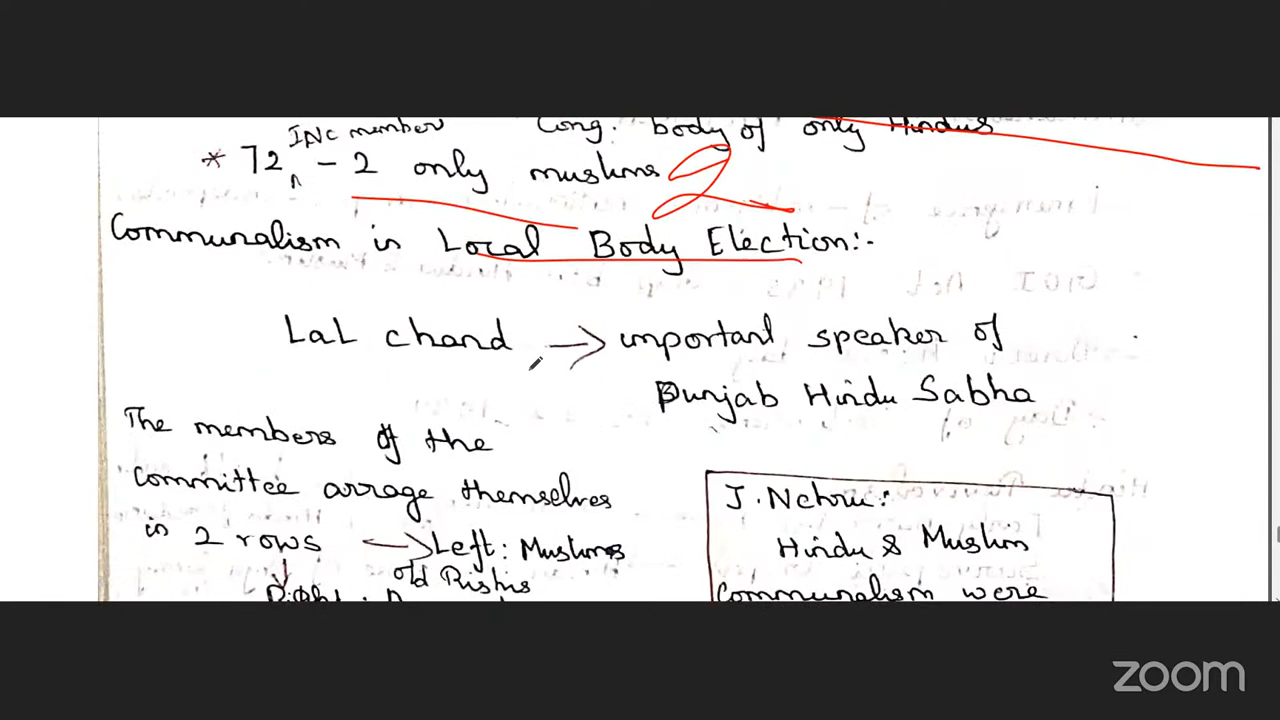 INC member Cong. body of only Hindus
* 72 - 2 only muslims
Communalism in Local Body Election:-
Lal chand → important speaker of
Punjab Hindu Sabha
The members of the
committee arrage themselves
in 2 rows → Left: Muslims
old Rishis
J. Nehru:
Hindu & Muslim
Communalism were
zoom